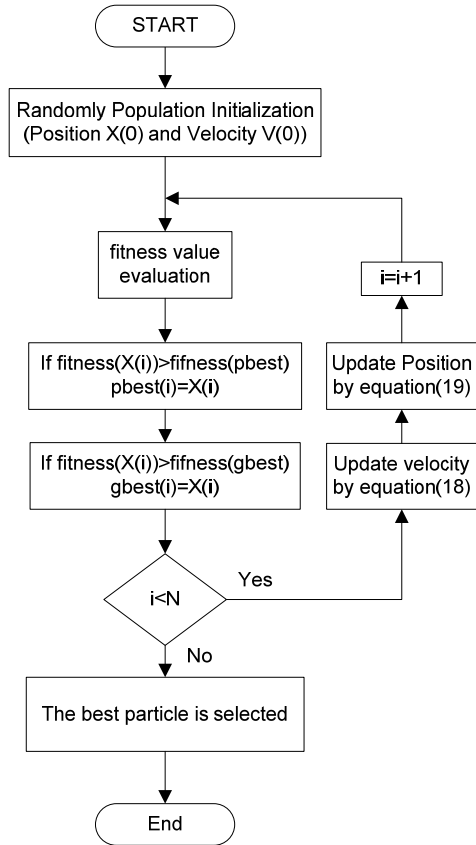 START
Randomly Population Initialization
(Position X(0) and Velocity V(0))
fitness value
evaluation
i=i+1
If fitness(X(i))>fifness(pbest)
pbest(i)=X(i)
Update Position
by equation(19)
If fitness(X(i))>fifness(gbest)
gbest(i)=X(i)
Update velocity
by equation(18)
i<N
Yes
No
The best particle is selected
End